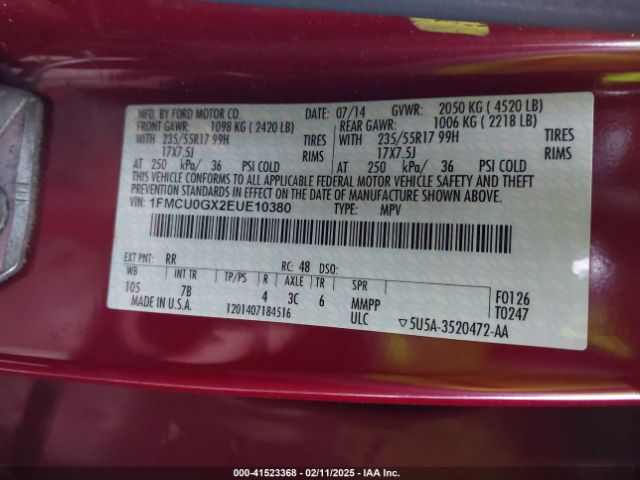 MFD. BY FORD MOTOR CO.
DATE: 07/14 GVWR: 2050 KG ( 4520 LB)
FRONT GAWR: 1098 KG ( 2420 LB) REAR GAWR: 1006 KG ( 2218 LB)
WITH 235/55R17 99H TIRES WITH 235/55R17 99H TIRES
17X7.5J RIMS 17X7.5J RIMS
AT 250 kPa/ 36 PSI COLD AT 250 kPa/ 36 PSI COLD
THIS VEHICLE CONFORMS TO ALL APPLICABLE FEDERAL MOTOR VEHICLE SAFETY AND THEFT
PREVENTION STANDARDS IN EFFECT ON THE DATE OF MANUFACTURE SHOWN ABOVE.
VIN: 1FMCU0GX2EUE10380 TYPE: MPV
EXT PNT: RR RC: 48 DSO:
WB INT TR TP/PS R AXLE TR SPR
105 7B 4 3C 6 MMPP F0126
MADE IN U.S.A. 1201407184516 ULC T0247
▽5U5A-3520472-AA
000-41523368 - 02/11/2025 - IAA Inc.